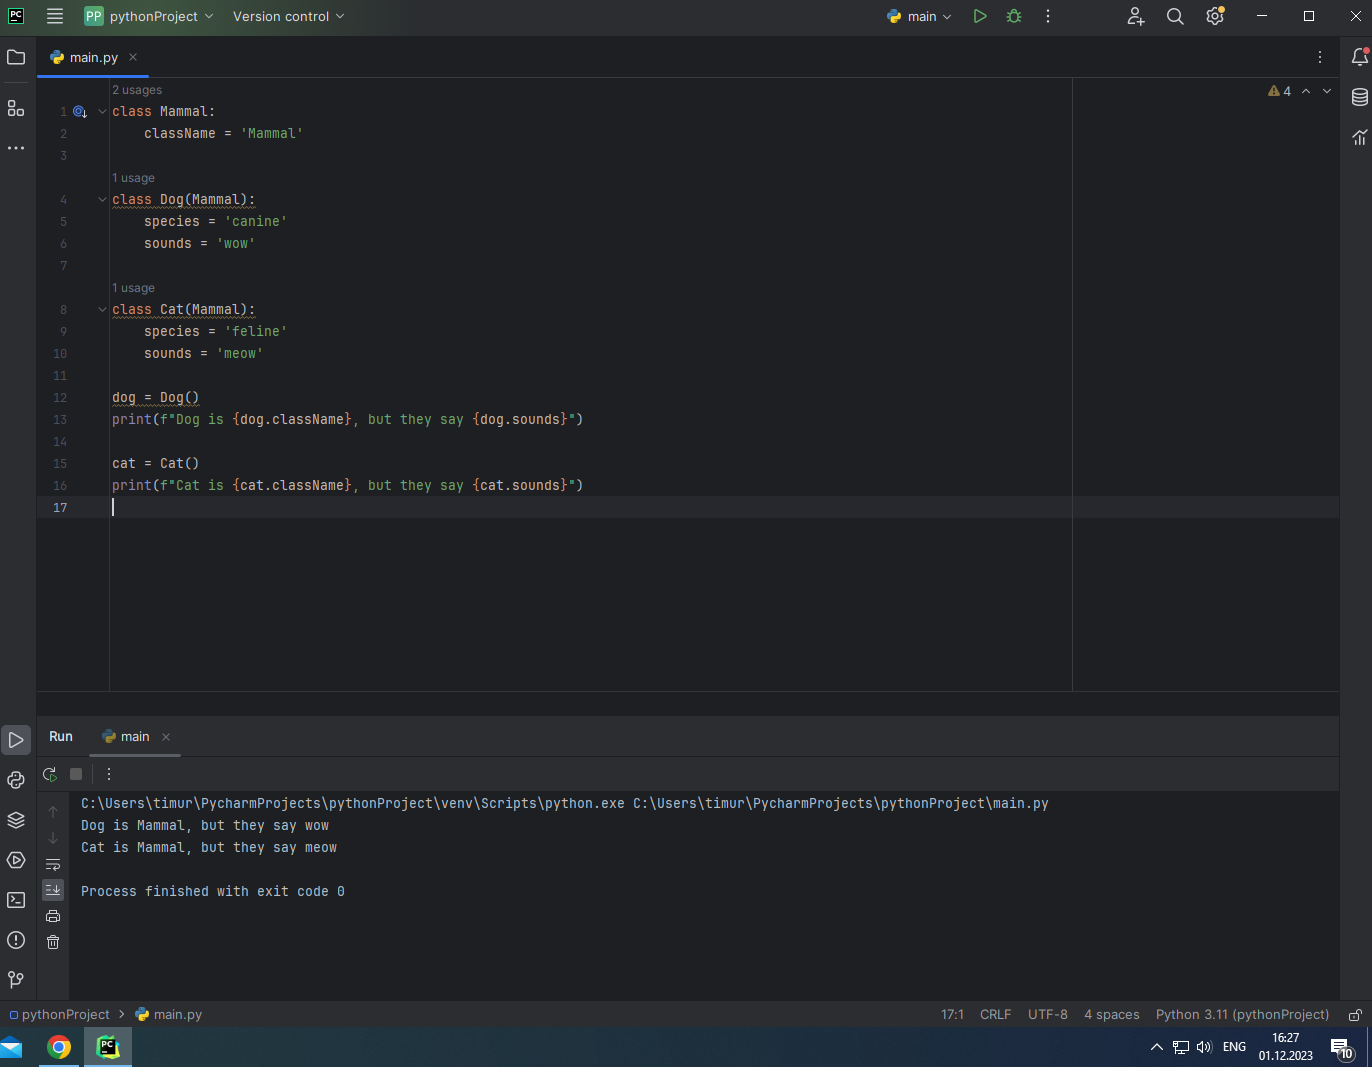 PC PP pythonProject Version control main
main.py
2 usages
4
1 class Mammal:
2 className = 'Mammal'
3
1 usage
4 class Dog(Mammal):
5 species = 'canine'
6 sounds = 'wow'
7
1 usage
8 class Cat(Mammal):
9 species = 'feline'
10 sounds = 'meow'
11
12 dog = Dog()
13 print(f"Dog is {dog.className}, but they say {dog.sounds}")
14
15 cat = Cat()
16 print(f"Cat is {cat.className}, but they say {cat.sounds}")
17
Run main
C:\Users\timur\PycharmProjects\pythonProject\venv\Scripts\python.exe C:\Users\timur\PycharmProjects\pythonProject\main.py
Dog is Mammal, but they say wow
Cat is Mammal, but they say meow
Process finished with exit code 0
pythonProject main.py 17:1 CRLF UTF-8 4 spaces Python 3.11 (pythonProject)
PC ENG 16:27
01.12.2023 10